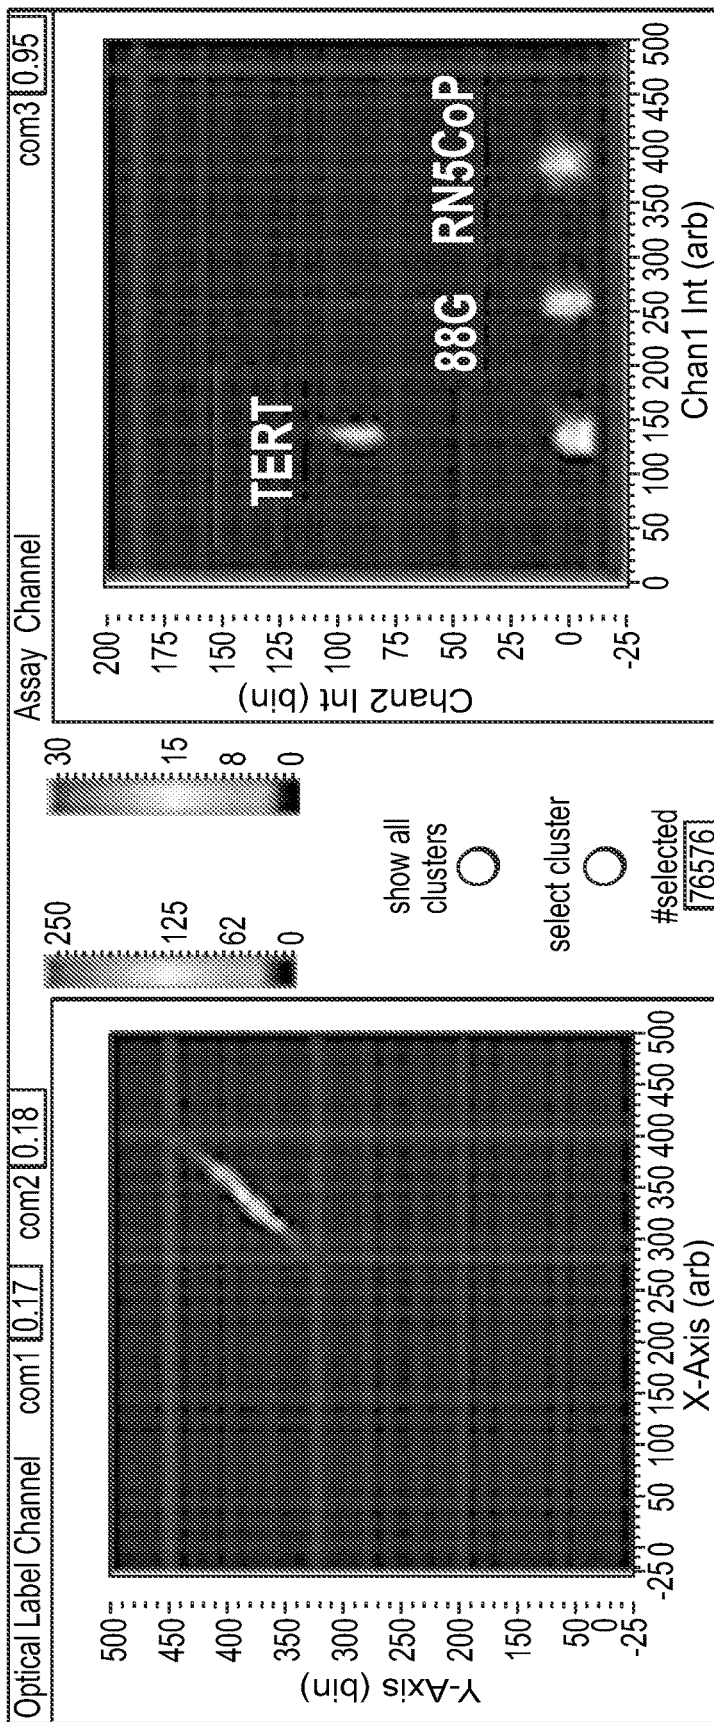 Optical Label Channel com1 0.17 com2 0.18
Assay Channel com3 0.95
500
400
350
300
250
200
150
100
50
0
-25
Y-Axis (bin)
-25 0 50 100 150 200 250 300 350 400 450 500
X-Axis (arb)
250
125
62
0
30
15
8
0
show all
clusters
select cluster
#selected
76576
200
175
150
125
100
75
50
25
0
-25
Chan2 Int (bin)
TERT
88G
RN5CoP
0 50 100 150 200 250 300 350 400 450 500
Chan1 Int (arb)